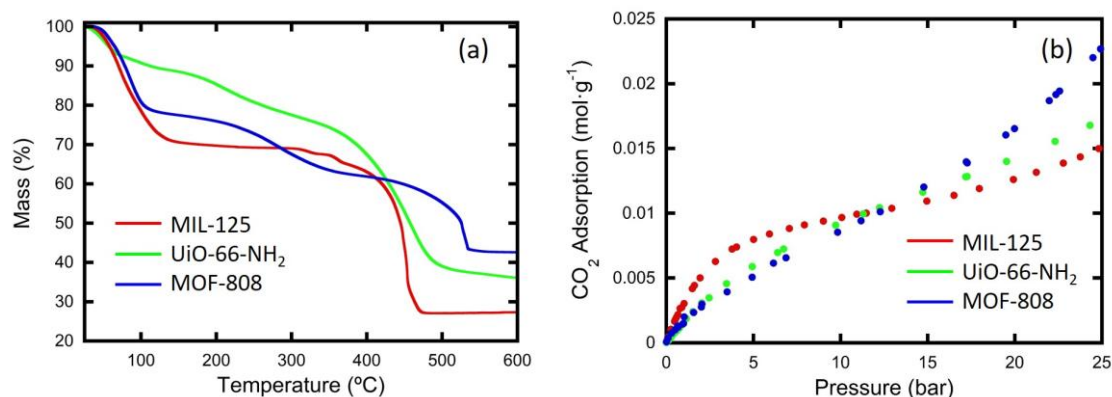 (a)
100
90
80
70
60
50
40
30
20
Mass (%)
MIL-125
UiO-66-NH₂
MOF-808
100 200 300 400 500 600
Temperature (ºC)
(b)
0.025
0.02
0.015
0.01
0.005
0
CO₂ Adsorption (mol·g⁻¹)
MIL-125
UiO-66-NH₂
MOF-808
0 5 10 15 20 25
Pressure (bar)